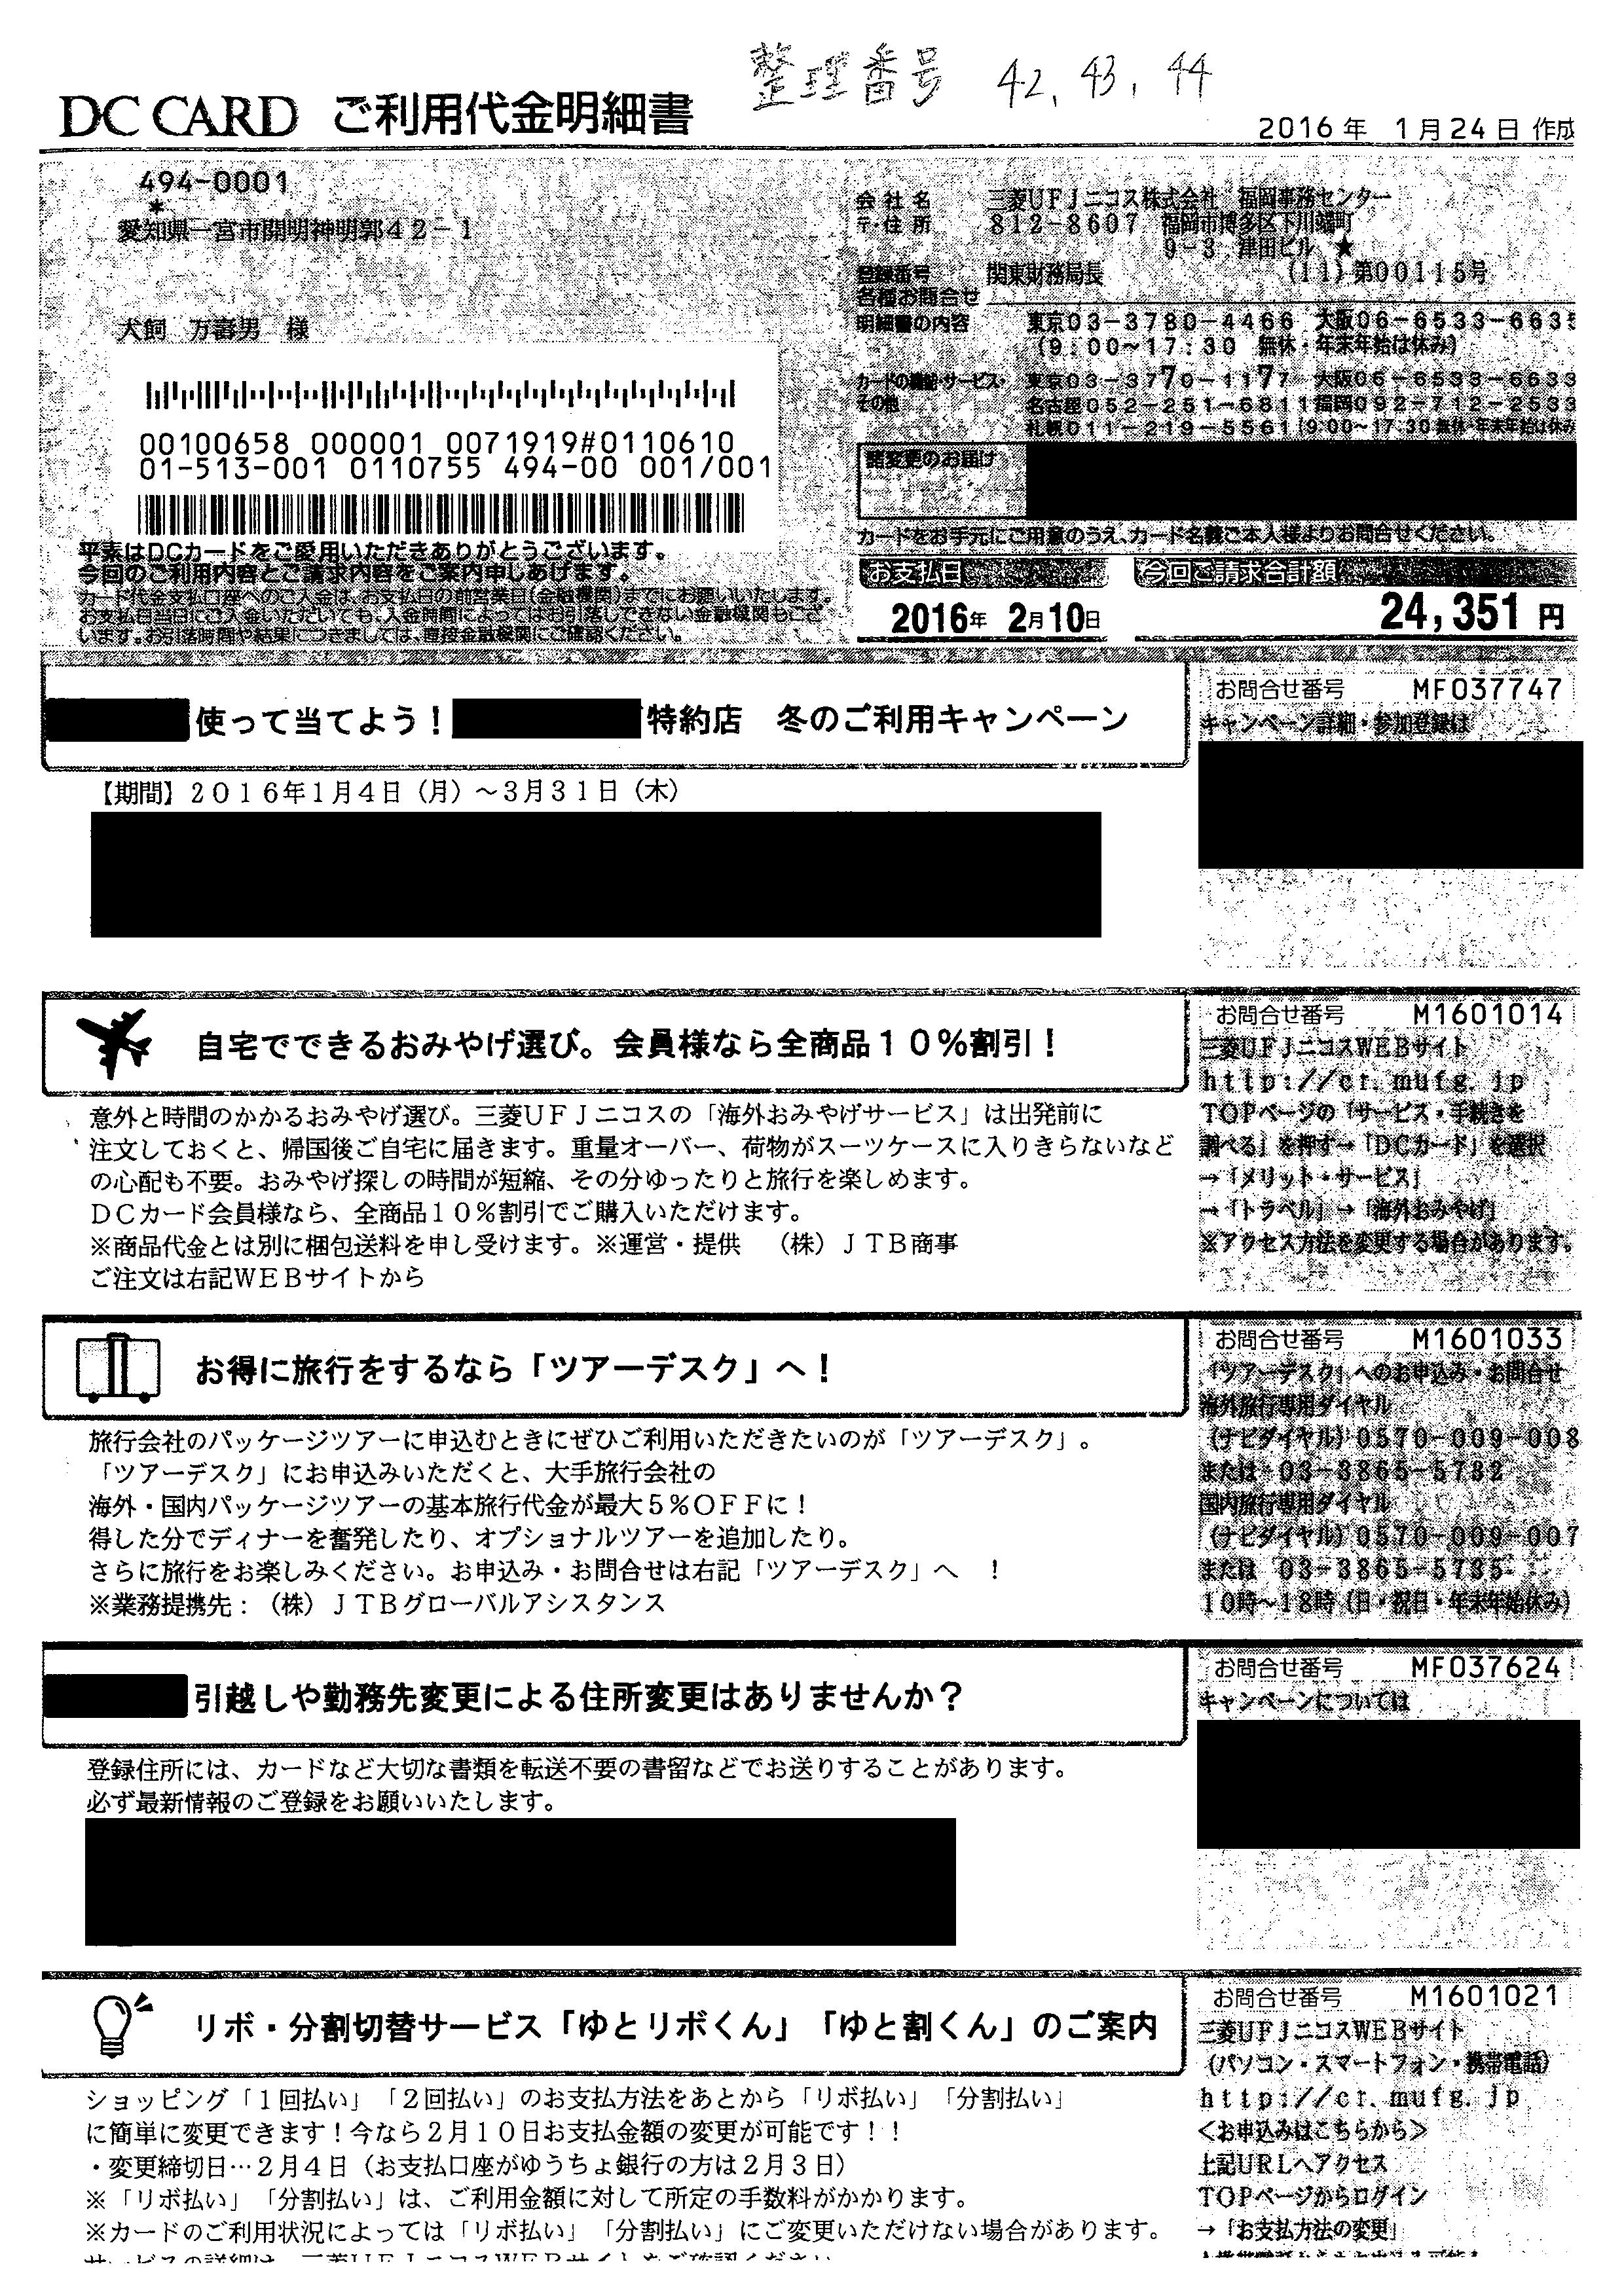 整理番号 42, 43, 44
DC CARD ご利用代金明細書
2016年 1月24日 作成
494-0001
*
愛知県一宮市開明神明郭42-1
犬飼 万壽男 様
00100658 000001 0071919#0110610
01-513-001 0110755 494-00 001/001
平素はDCカードをご愛用いただきありがとうございます。
今回のご利用内容とご請求内容をご案内申しあげます。
カード代金支払口座へのご入金は、お支払日の前営業日(金融機関)までにお願いいたします。
お支払日当日にご入金いただいても、入金時間によってはお引落しできない金融機関もござ
います。お引落時間や結果につきましては、直接金融機関にご確認ください。
会社名 三菱UFJニコス株式会社 福岡事務センター
〒・住所 812-8607 福岡市博多区下川端町
9-3 津田ビル ★
登録番号 関東財務局長 (11)第00115号
各種お問合せ
明細書の内容 東京03-3780-4466 大阪06-6533-6635
(9:00~17:30 無休・年末年始は休み)
カードの機能・サービス・ 東京03-3770-1177 大阪06-6533-6633
その他 名古屋052-251-6811 福岡092-712-2533
札幌011-219-5561 (9:00~17:30 無休・年末年始は休み
諸変更のお届け
カードをお手元にご用意のうえ、カード名義ご本人様よりお問合せください。
お支払日 今回ご請求合計額
2016年 2月10日 24,351 円
使って当てよう! 特約店 冬のご利用キャンペーン
【期間】2016年1月4日(月)~3月31日(木)
お問合せ番号 MF037747
キャンペーン詳細・参加登録は
自宅でできるおみやげ選び。会員様なら全商品10%割引!
意外と時間のかかるおみやげ選び。三菱UFJニコスの「海外おみやげサービス」は出発前に
注文しておくと、帰国後ご自宅に届きます。重量オーバー、荷物がスーツケースに入りきらないなど
の心配も不要。おみやげ探しの時間が短縮、その分ゆったりと旅行を楽しめます。
DCカード会員様なら、全商品10%割引でご購入いただけます。
※商品代金とは別に梱包送料を申し受けます。※運営・提供 (株)JTB商事
ご注文は右記WEBサイトから
お問合せ番号 M1601014
三菱UFJニコスWEBサイト
http://cr.mufg.jp
TOPページの「サービス・手続きを
調べる」を押す→「DCカード」を選択
→「メリット・サービス」
→「トラベル」→「海外おみやげ」
※アクセス方法を変更する場合があります。
お得に旅行をするなら「ツアーデスク」へ!
旅行会社のパッケージツアーに申込むときにぜひご利用いただきたいのが「ツアーデスク」。
「ツアーデスク」にお申込みいただくと、大手旅行会社の
海外・国内パッケージツアーの基本旅行代金が最大5%OFFに!
得した分でディナーを奮発したり、オプショナルツアーを追加したり。
さらに旅行をお楽しみください。お申込み・お問合せは右記「ツアーデスク」へ !
※業務提携先:(株)JTBグローバルアシスタンス
お問合せ番号 M1601033
「ツアーデスク」へのお申込み・お問合せ
海外旅行専用ダイヤル
(ナビダイヤル)0570-009-008
または 03-3865-5782
国内旅行専用ダイヤル
(ナビダイヤル)0570-009-007
または 03-3865-5785
10時~18時(日・祝日・年末年始休み)
引越しや勤務先変更による住所変更はありませんか?
登録住所には、カードなど大切な書類を転送不要の書留などでお送りすることがあります。
必ず最新情報のご登録をお願いいたします。
お問合せ番号 MF037624
キャンペーンについては
リボ・分割切替サービス「ゆとリボくん」「ゆと割くん」のご案内
ショッピング「1回払い」「2回払い」のお支払方法をあとから「リボ払い」「分割払い」
に簡単に変更できます!今なら2月10日お支払金額の変更が可能です!!
・変更締切日…2月4日(お支払口座がゆうちょ銀行の方は2月3日)
※「リボ払い」「分割払い」は、ご利用金額に対して所定の手数料がかかります。
※カードのご利用状況によっては「リボ払い」「分割払い」にご変更いただけない場合があります。
サービスの詳細は、三菱UFJニコスWEBサイトをご確認ください
お問合せ番号 M1601021
三菱UFJニコスWEBサイト
(パソコン・スマートフォン・携帯電話)
http://cr.mufg.jp
<お申込みはこちらから>
上記URLへアクセス
TOPページからログイン
→「お支払方法の変更」